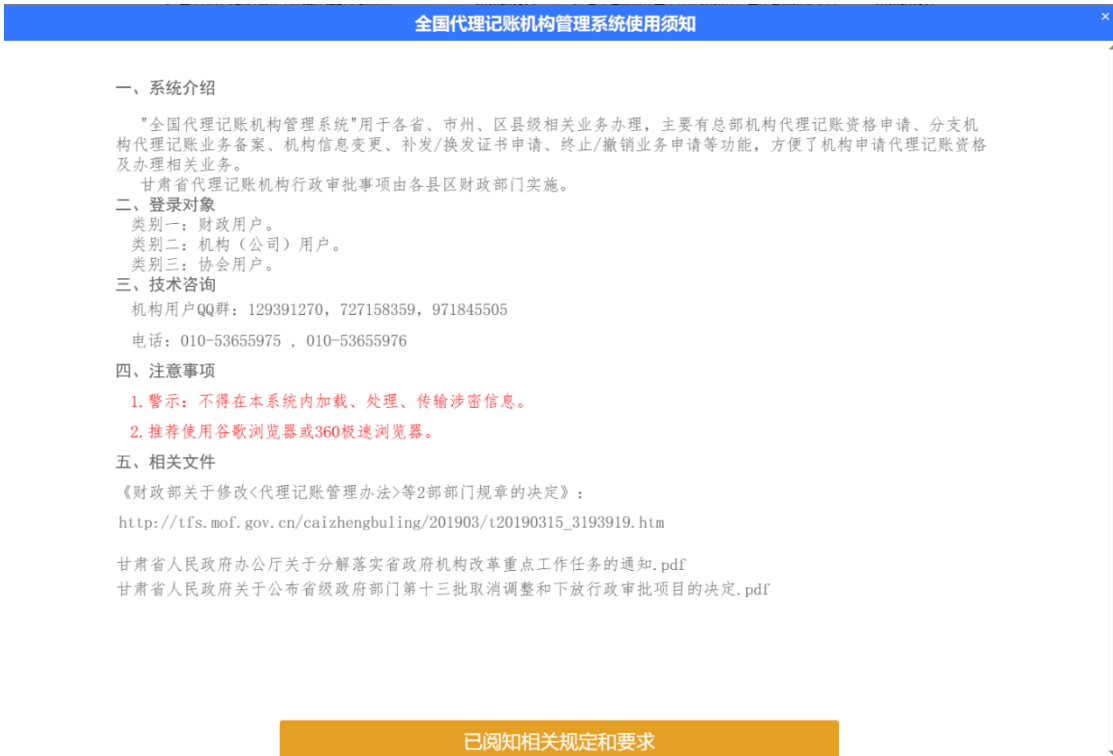 全国代理记账机构管理系统使用须知
×
一、系统介绍
"全国代理记账机构管理系统"用于各省、市州、区县级相关业务办理，主要有总部机构代理记账资格申请、分支机
构代理记账业务备案、机构信息变更、补发/换发证书申请、终止/撤销业务申请等功能，方便了机构申请代理记账资格
及办理相关业务。
甘肃省代理记账机构行政审批事项由各县区财政部门实施。
二、登录对象
类别一：财政用户。
类别二：机构（公司）用户。
类别三：协会用户。
三、技术咨询
机构用户QQ群：129391270，727158359，971845505
电话：010-53655975 ，010-53655976
四、注意事项
1.警示：不得在本系统内加载、处理、传输涉密信息。
2.推荐使用谷歌浏览器或360极速浏览器。
五、相关文件
《财政部关于修改<代理记账管理办法>等2部部门规章的决定》：
http://tfs.mof.gov.cn/caizhengbuling/201903/t20190315_3193919.htm
甘肃省人民政府办公厅关于分解落实省政府机构改革重点工作任务的通知.pdf
甘肃省人民政府关于公布省级政府部门第十三批取消调整和下放行政审批项目的决定.pdf
已阅知相关规定和要求